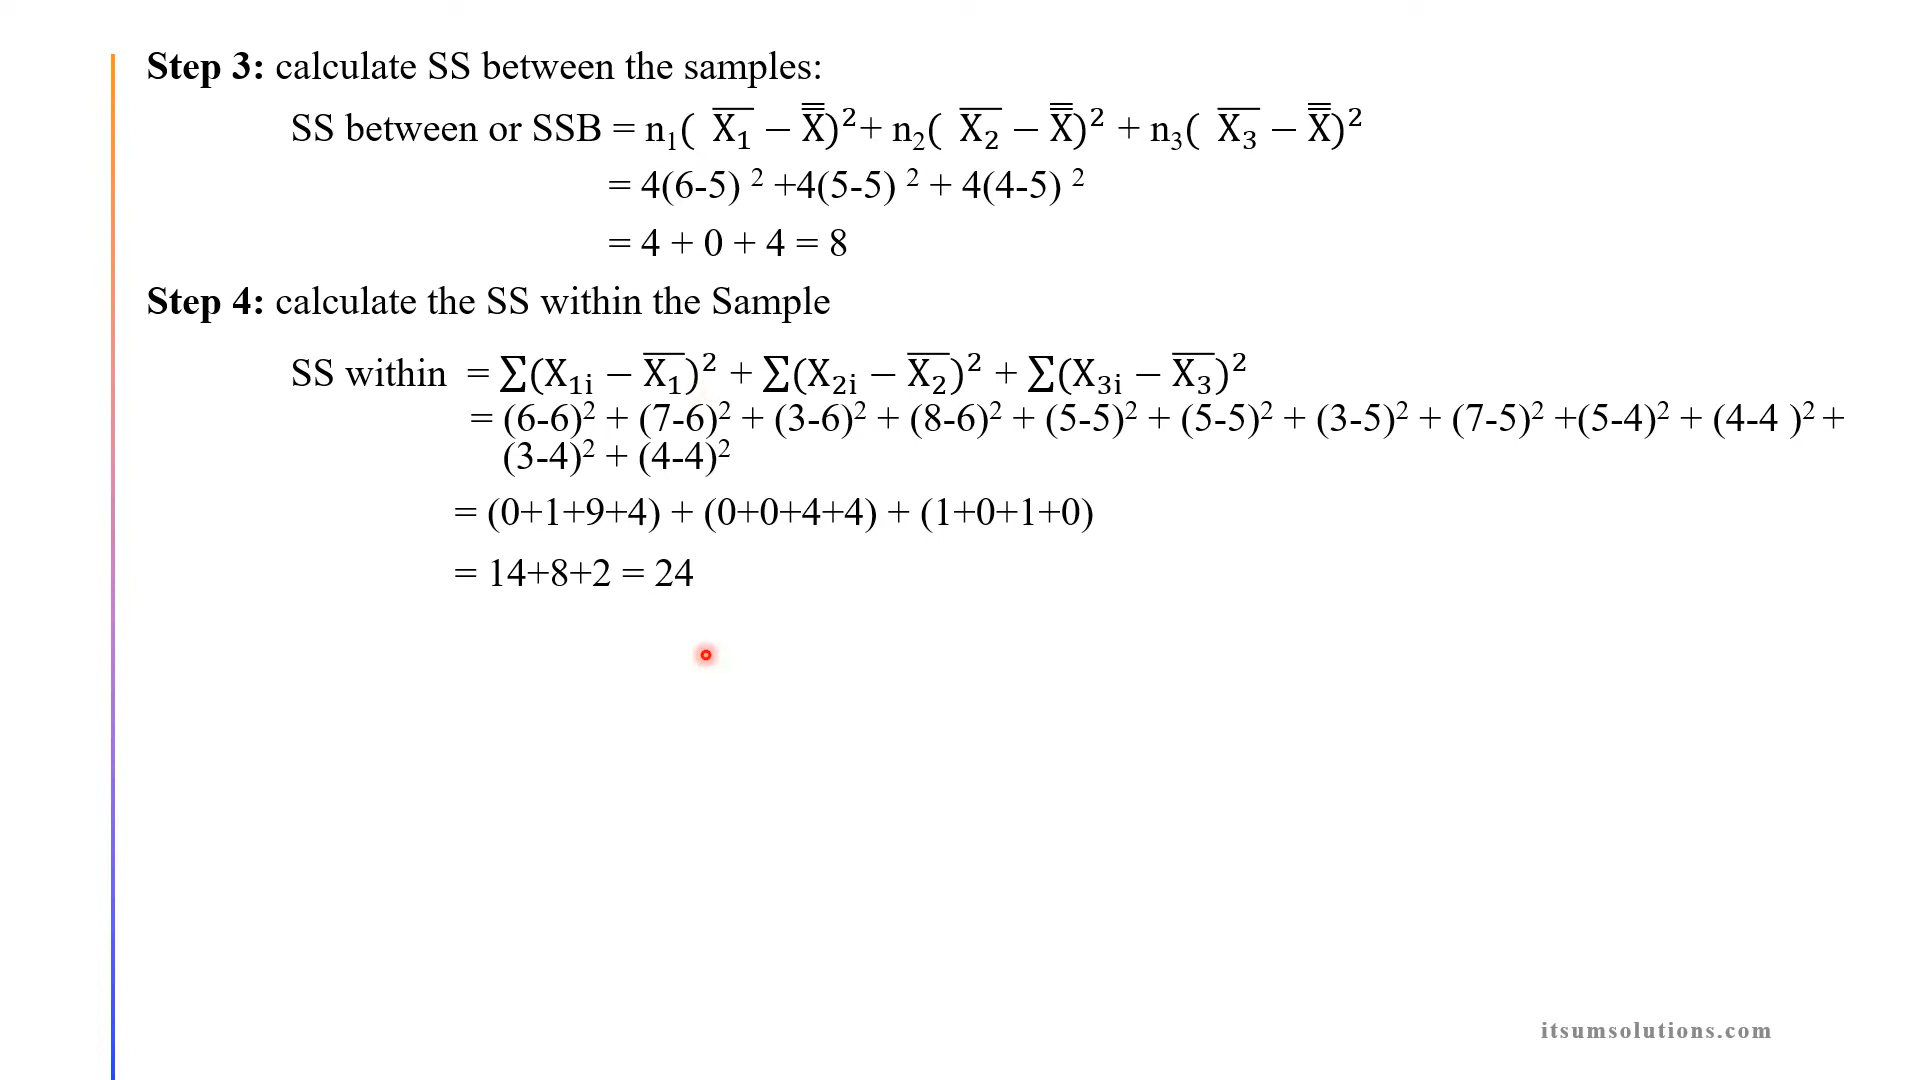 Step 3: calculate SS between the samples:
SS between or SSB = n₁( X̅₁ − X̿)²+ n₂( X̅₂ − X̿)² + n₃( X̅₃ − X̿)²
= 4(6-5) ² +4(5-5) ² + 4(4-5) ²
= 4 + 0 + 4 = 8
Step 4: calculate the SS within the Sample
SS within = ∑(X₁ᵢ − X̅₁)² + ∑(X₂ᵢ − X̅₂)² + ∑(X₃ᵢ − X̅₃)²
= (6-6)² + (7-6)² + (3-6)² + (8-6)² + (5-5)² + (5-5)² + (3-5)² + (7-5)² +(5-4)² + (4-4 )² +
(3-4)² + (4-4)²
= (0+1+9+4) + (0+0+4+4) + (1+0+1+0)
= 14+8+2 = 24
itsumsolutions.com